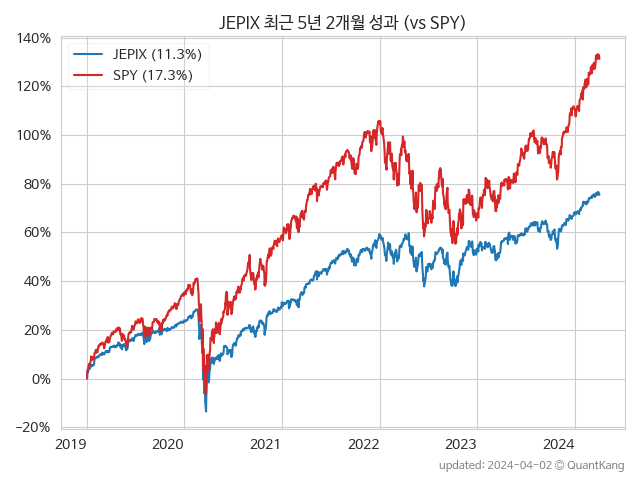 JEPIX 최근 5년 2개월 성과 (vs SPY)
JEPIX (11.3%)
SPY (17.3%)
140%
120%
100%
80%
60%
40%
20%
0%
−20%
2019 2020 2021 2022 2023 2024
updated: 2024-04-02 © QuantKang